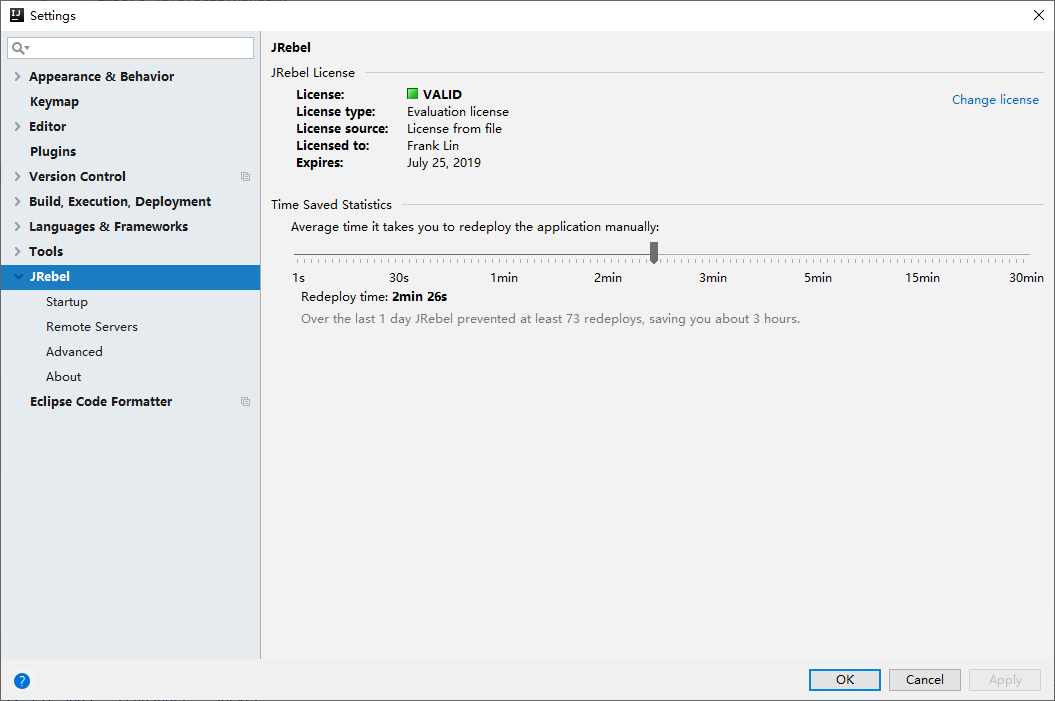 Settings
Appearance & Behavior
Keymap
Editor
Plugins
Version Control
Build, Execution, Deployment
Languages & Frameworks
Tools
JRebel
Startup
Remote Servers
Advanced
About
Eclipse Code Formatter
JRebel
JRebel License
License: VALID
Change license
License type: Evaluation license
License source: License from file
Licensed to: Frank Lin
Expires: July 25, 2019
Time Saved Statistics
Average time it takes you to redeploy the application manually:
1s 30s 1min 2min 3min 5min 15min 30min
Redeploy time: 2min 26s
Over the last 1 day JRebel prevented at least 73 redeploys, saving you about 3 hours.
?
OK Cancel Apply